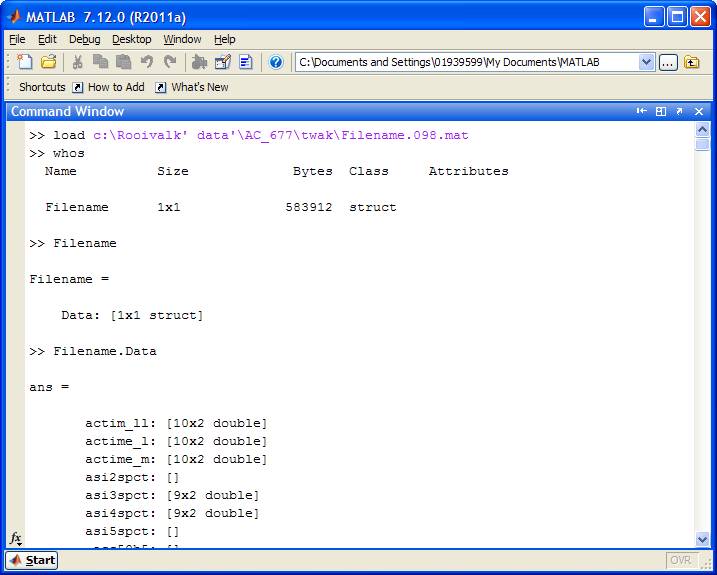 MATLAB 7.12.0 (R2011a)
File Edit Debug Desktop Window Help
C:\Documents and Settings\01939599\My Documents\MATLAB ...
Shortcuts How to Add What's New
Command Window
>> load c:\Rooivalk' data'\AC_677\twak\Filename.098.mat
>> whos
Name Size Bytes Class Attributes
Filename 1x1 583912 struct
>> Filename
Filename =
Data: [1x1 struct]
>> Filename.Data
ans =
actim_ll: [10x2 double]
actime_l: [10x2 double]
actime_m: [10x2 double]
asi2spct: []
asi3spct: [9x2 double]
asi4spct: [9x2 double]
asi5spct: []
fx
Start OVR